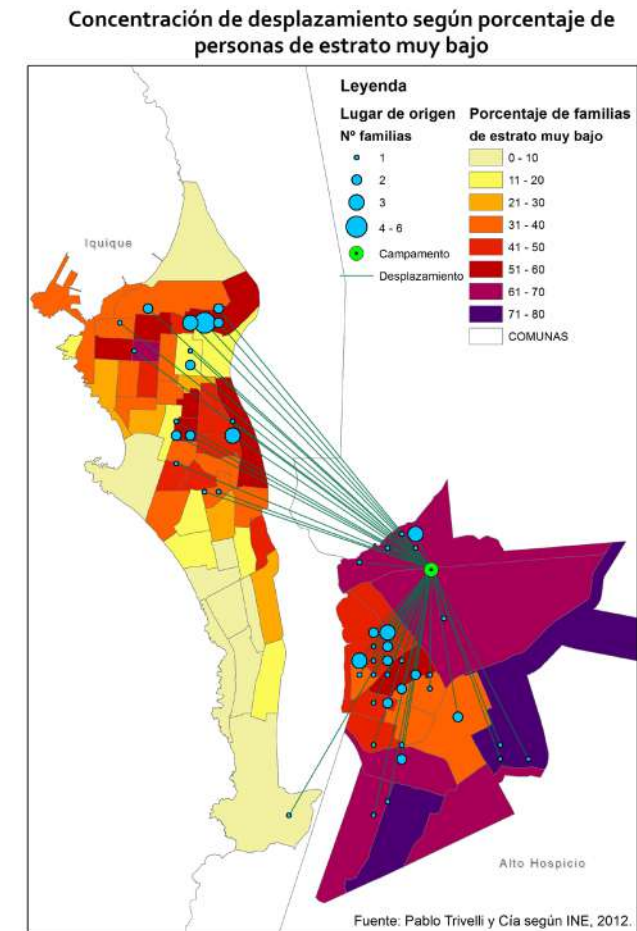 Concentración de desplazamiento según porcentaje de
personas de estrato muy bajo
Leyenda
Lugar de origen
Nº familias
1
2
3
4 - 6
Campamento
Desplazamiento
Porcentaje de familias
de estrato muy bajo
0 - 10
11 - 20
21 - 30
31 - 40
41 - 50
51 - 60
61 - 70
71 - 80
COMUNAS
Iquique
Alto Hospicio
Fuente: Pablo Trivelli y Cía según INE, 2012.